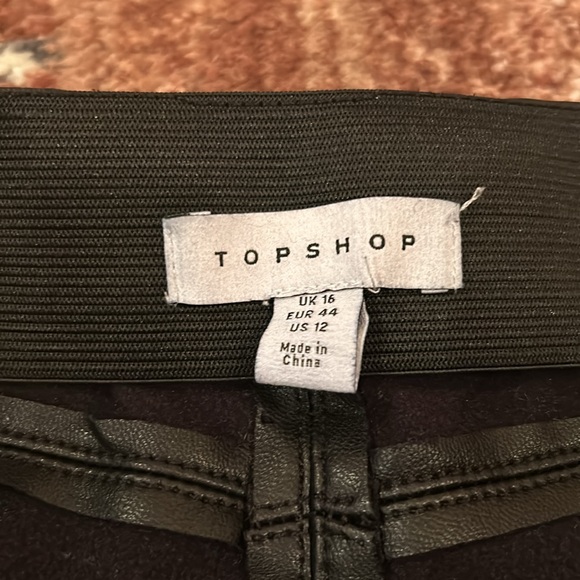 TOPSHOP
UK 16
EUR 44
US 12
Made in
China